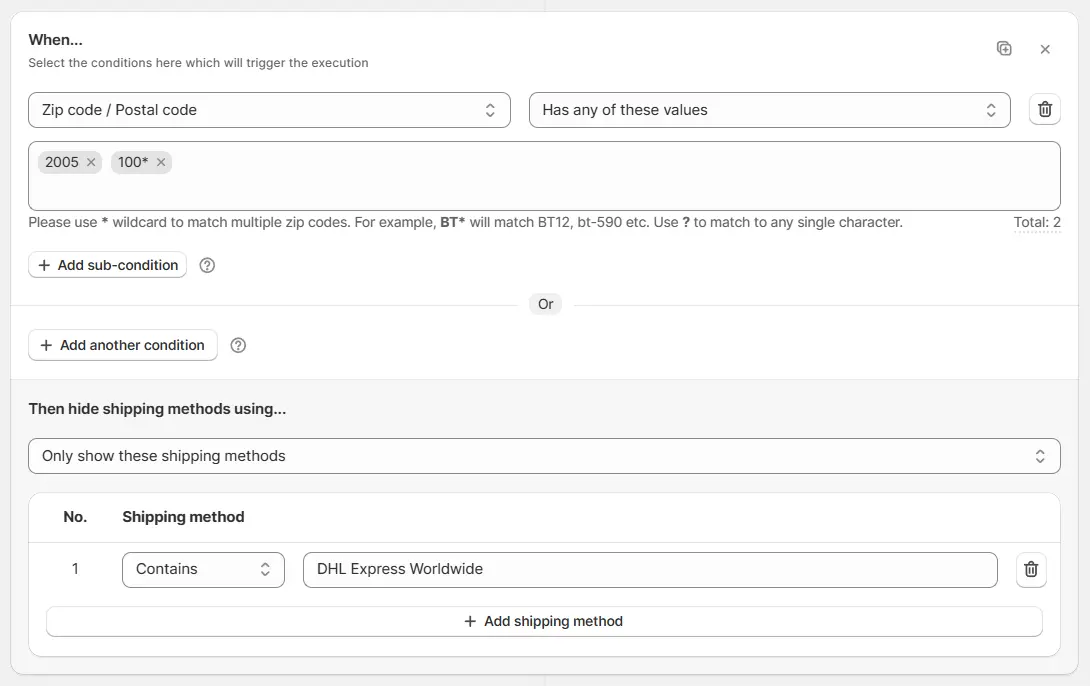 When...
Select the conditions here which will trigger the execution
Zip code / Postal code
Has any of these values
2005 100*
Please use * wildcard to match multiple zip codes. For example, BT* will match BT12, bt-590 etc. Use ? to match to any single character.
Total: 2
+ Add sub-condition
Or
+ Add another condition
Then hide shipping methods using...
Only show these shipping methods
No. Shipping method
1 Contains DHL Express Worldwide
+ Add shipping method